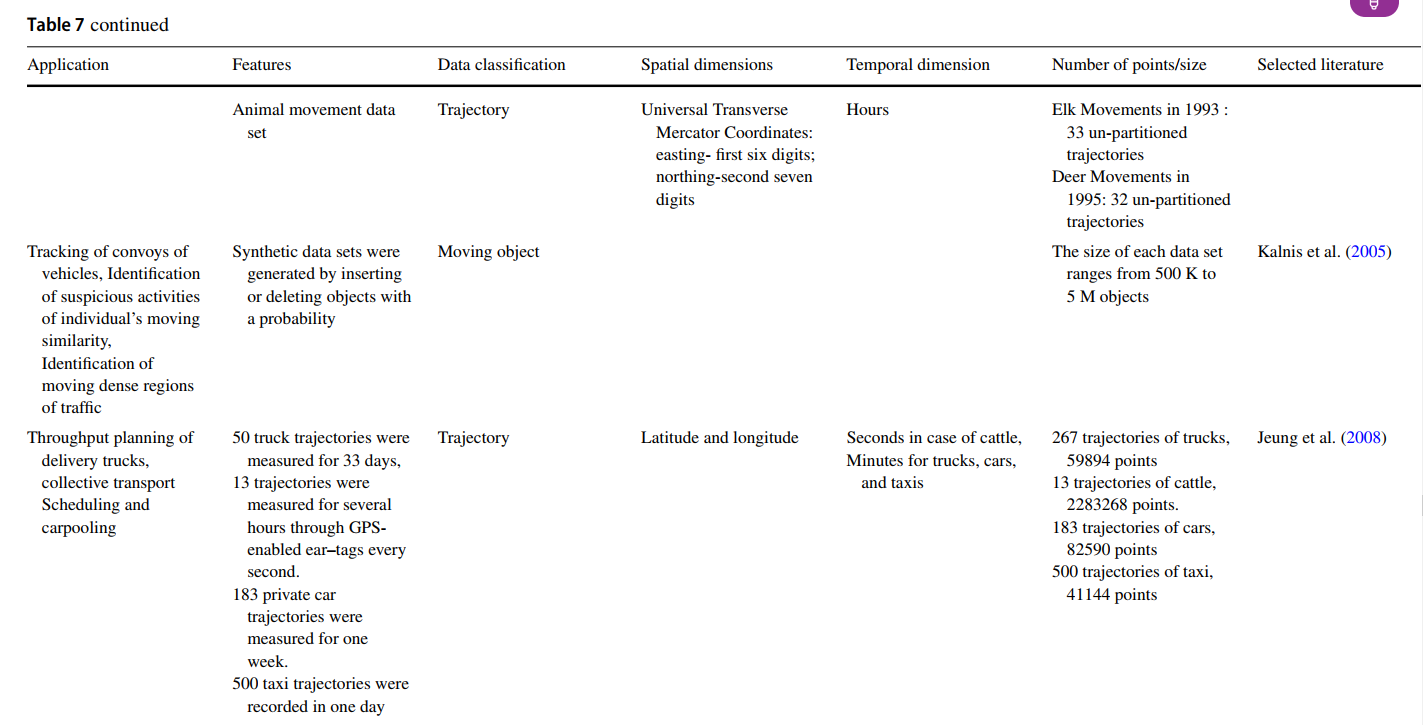 Table 7 continued
Application
Features
Data classification
Spatial dimensions
Temporal dimension
Number of points/size
Selected literature
Animal movement data
set
Trajectory
Universal Transverse
Mercator Coordinates:
easting- first six digits;
northing-second seven
digits
Hours
Elk Movements in 1993 :
33 un-partitioned
trajectories
Deer Movements in
1995: 32 un-partitioned
trajectories
Tracking of convoys of
vehicles, Identification
of suspicious activities
of individual’s moving
similarity,
Identification of
moving dense regions
of traffic
Synthetic data sets were
generated by inserting
or deleting objects with
a probability
Moving object
The size of each data set
ranges from 500 K to
5 M objects
Kalnis et al. (2005)
Throughput planning of
delivery trucks,
collective transport
Scheduling and
carpooling
50 truck trajectories were
measured for 33 days,
13 trajectories were
measured for several
hours through GPS-
enabled ear–tags every
second.
183 private car
trajectories were
measured for one
week.
500 taxi trajectories were
recorded in one day
Trajectory
Latitude and longitude
Seconds in case of cattle,
Minutes for trucks, cars,
and taxis
267 trajectories of trucks,
59894 points
13 trajectories of cattle,
2283268 points.
183 trajectories of cars,
82590 points
500 trajectories of taxi,
41144 points
Jeung et al. (2008)